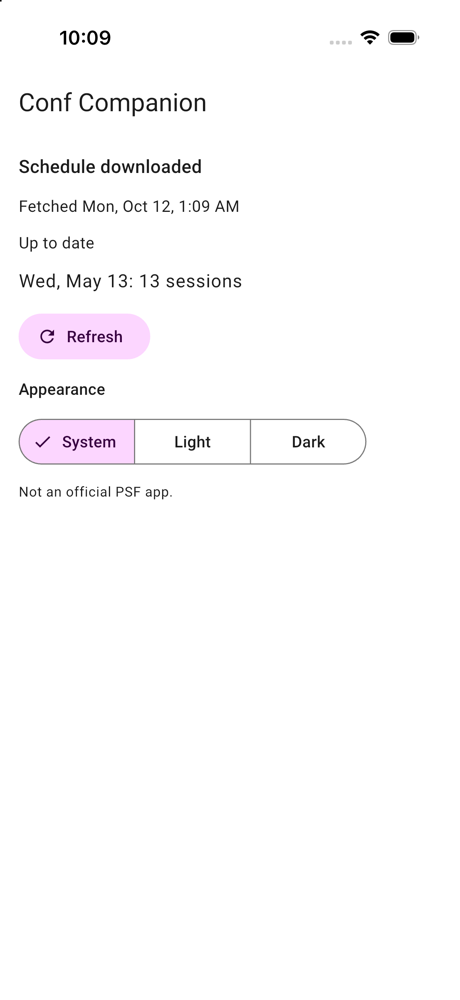 10:09
Conf Companion
Schedule downloaded
Fetched Mon, Oct 12, 1:09 AM
Up to date
Wed, May 13: 13 sessions
Refresh
Appearance
System Light Dark
Not an official PSF app.